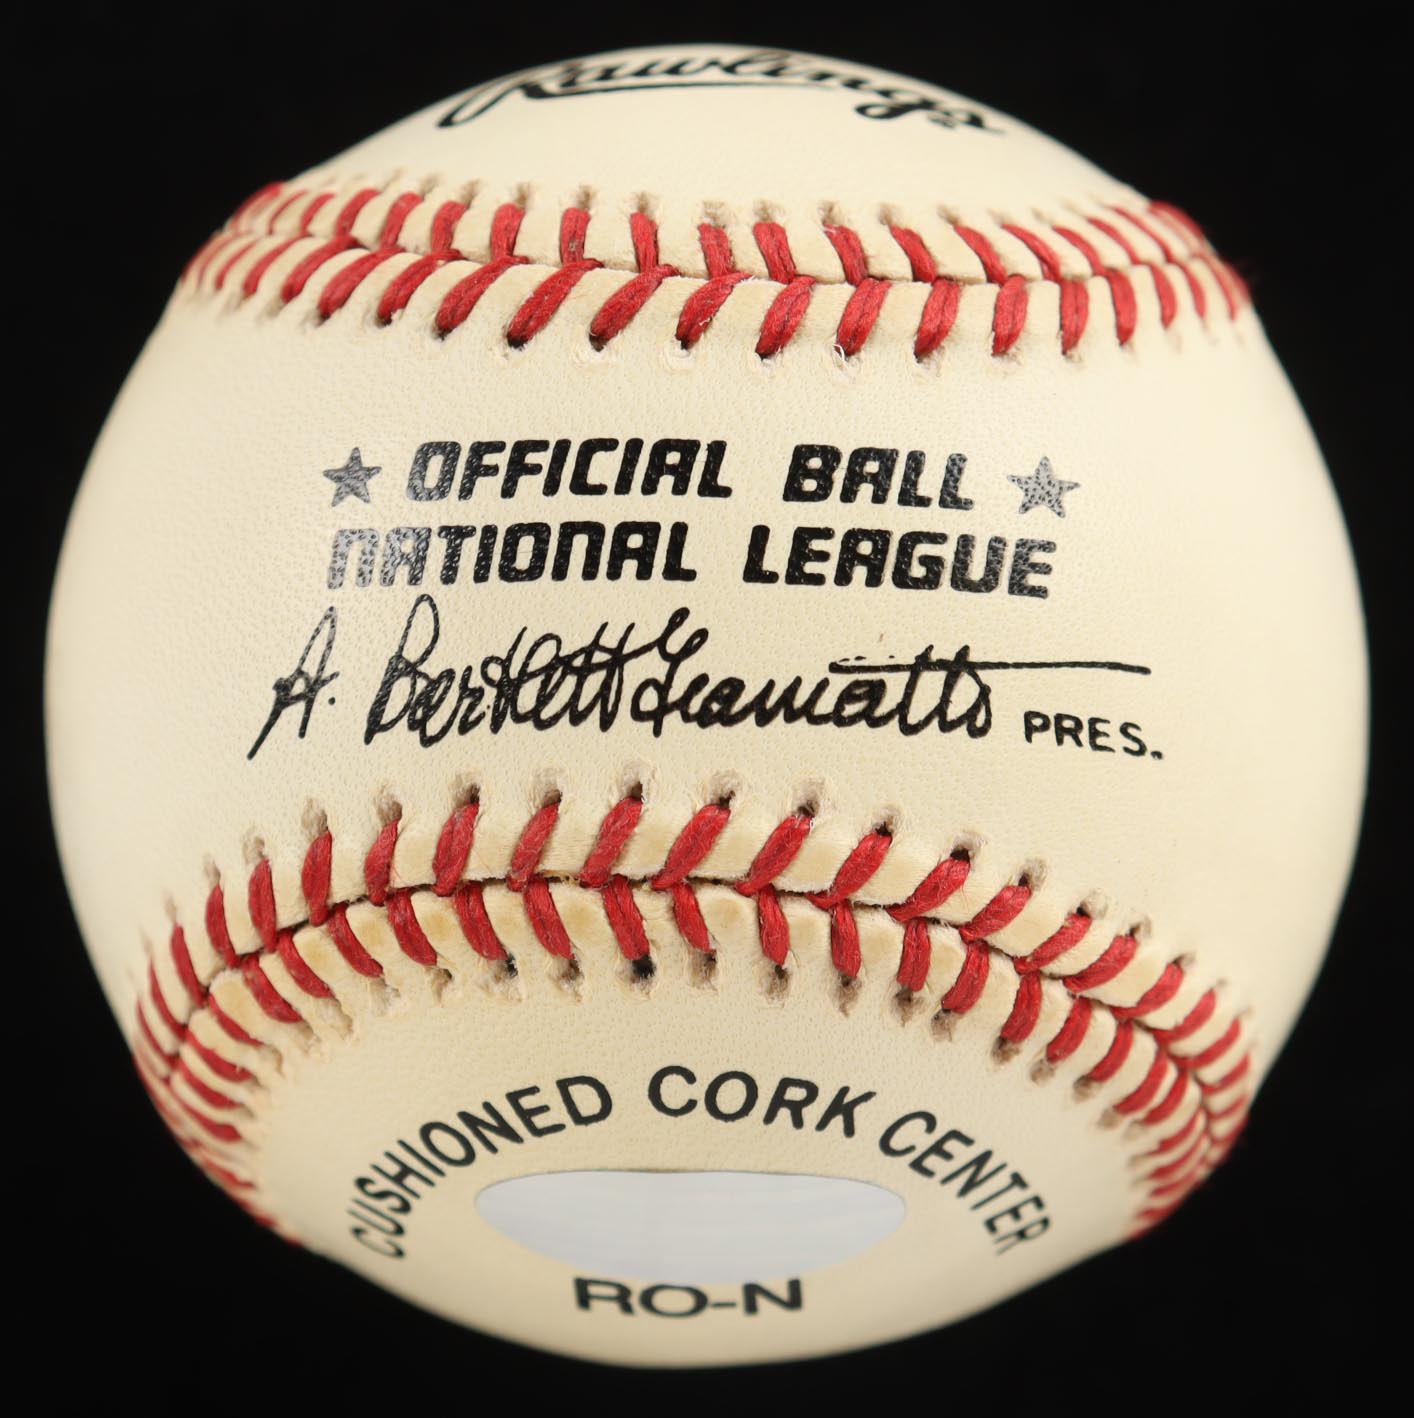 Rawlings
★ OFFICIAL BALL ★
NATIONAL LEAGUE
A. Bartlett Giamatti PRES.
CUSHIONED CORK CENTER
RO-N